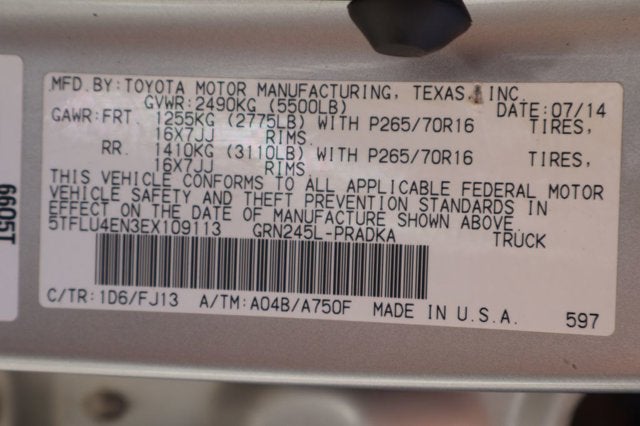 MFD.BY:TOYOTA MOTOR MANUFACTURING, TEXAS, INC.
GVWR:2490KG (5500LB) DATE:07/14
GAWR:FRT. 1255KG (2775LB) WITH P265/70R16 TIRES,
16X7JJ RIMS.
RR. 1410KG (3110LB) WITH P265/70R16 TIRES,
16X7JJ RIMS.
THIS VEHICLE CONFORMS TO ALL APPLICABLE FEDERAL MOTOR
VEHICLE SAFETY AND THEFT PREVENTION STANDARDS IN
EFFECT ON THE DATE OF MANUFACTURE SHOWN ABOVE.
5TFLU4EN3EX109113 GRN245L-PRADKA TRUCK
C/TR:1D6/FJ13 A/TM:A04B/A750F MADE IN U.S.A. 597